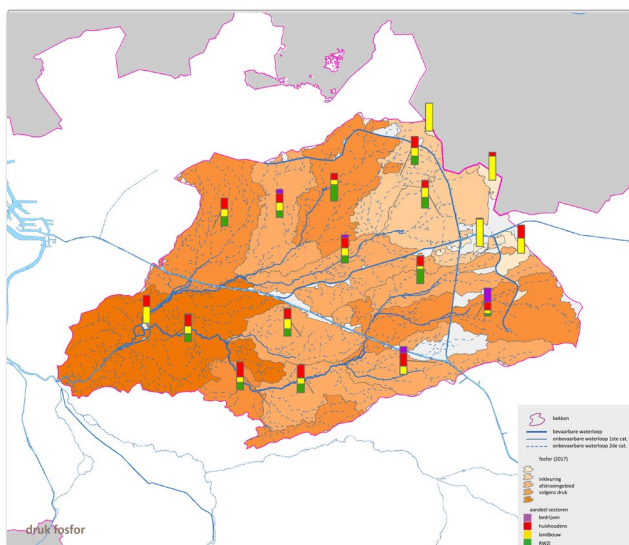 bekken
bevaarbare waterloop
onbevaarbare waterloop 1ste cat.
onbevaarbare waterloop 2de cat.
fosfor (2017)
inkleuring
afstroomgebied
volgens druk
aandeel sectoren
bedrijven
huishoudens
landbouw
RWZI
druk fosfor